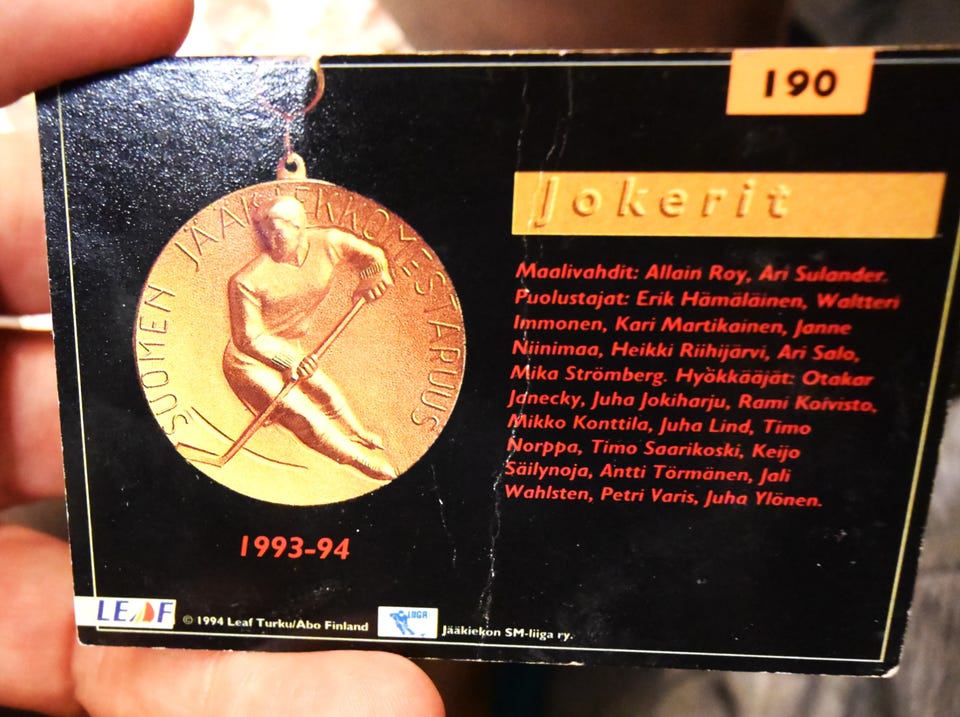 190
SUOMEN JÄÄKIEKKOMESTARUUS
Jokerit
Maalivahdit: Allain Roy, Ari Sulander.
Puolustajat: Erik Hämäläinen, Waltteri
Immonen, Kari Martikainen, Janne
Niinimaa, Heikki Riihijärvi, Ari Salo,
Mika Strömberg. Hyökkääjät: Otakar
Janecky, Juha Jokiharju, Rami Koivisto,
Mikko Konttila, Juha Lind, Timo
Norppa, Timo Saarikoski, Keijo
Säilynoja, Antti Törmänen, Jali
Wahlsten, Petri Varis, Juha Ylönen.
1993-94
LEAF © 1994 Leaf Turku/Åbo Finland LIIGA Jääkiekon SM-liiga ry.